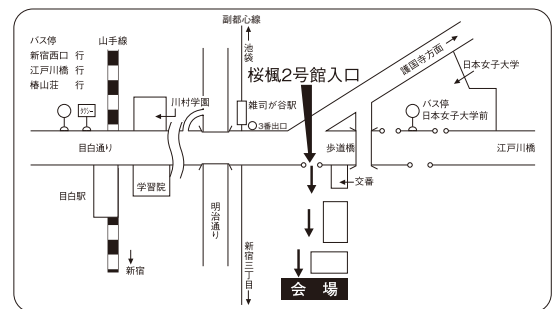 副都心線
池袋
バス停
新宿西口 行
江戸川橋 行
椿山荘 行
山手線
タクシー
川村学園
桜楓2号館入口
雑司が谷駅
3番出口
護国寺方面
日本女子大学
バス停
日本女子大学前
目白通り
歩道橋
江戸川橋
交番
目白駅
学習院
明治通り
新宿三丁目
新宿
会 場